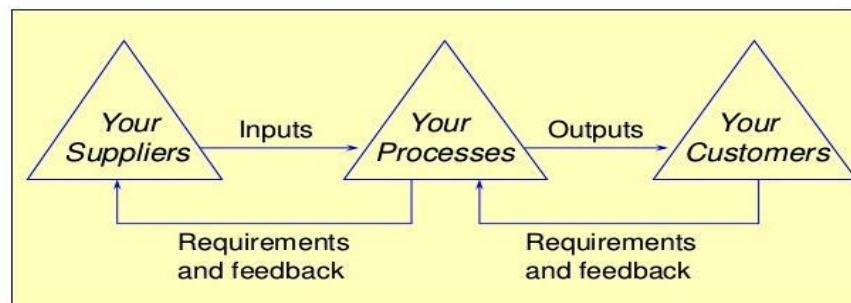 Your
Suppliers
Inputs
Your
Processes
Outputs
Your
Customers
Requirements
and feedback
Requirements
and feedback